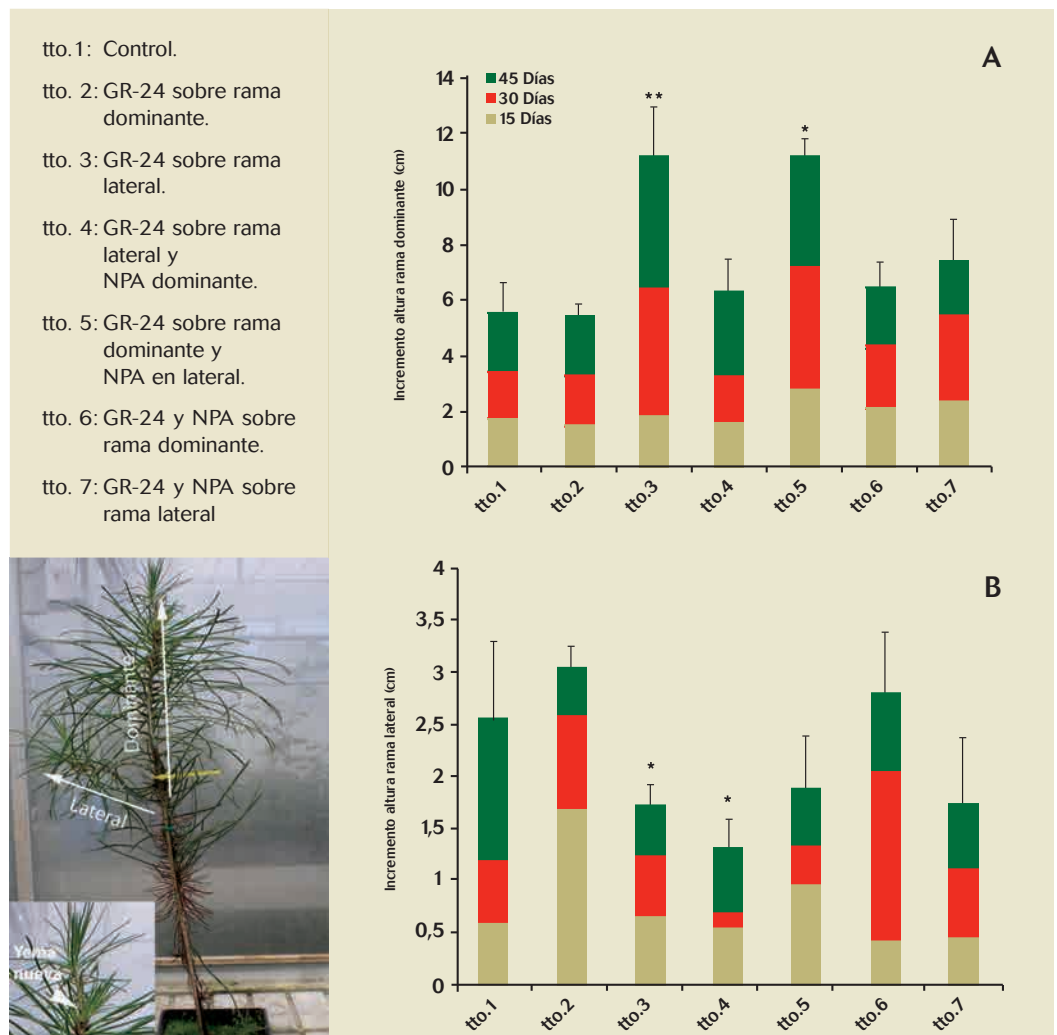 tto.1: Control.
tto. 2: GR-24 sobre rama
dominante.
tto. 3: GR-24 sobre rama
lateral.
tto. 4: GR-24 sobre rama
lateral y
NPA dominante.
tto. 5: GR-24 sobre rama
dominante y
NPA en lateral.
tto. 6: GR-24 y NPA sobre
rama dominante.
tto. 7: GR-24 y NPA sobre
rama lateral
Dominante
Lateral
Yema
nueva
A
Incremento altura rama dominante (cm)
45 Días
30 Días
15 Días
14
12
10
8
6
4
2
0
**
*
tto.1
tto.2
tto.3
tto.4
tto.5
tto.6
tto.7
B
Incremento altura rama lateral (cm)
4
3,5
3
2,5
2
1,5
1
0,5
0
*
*
tto.1
tto.2
tto.3
tto.4
tto.5
tto.6
tto.7